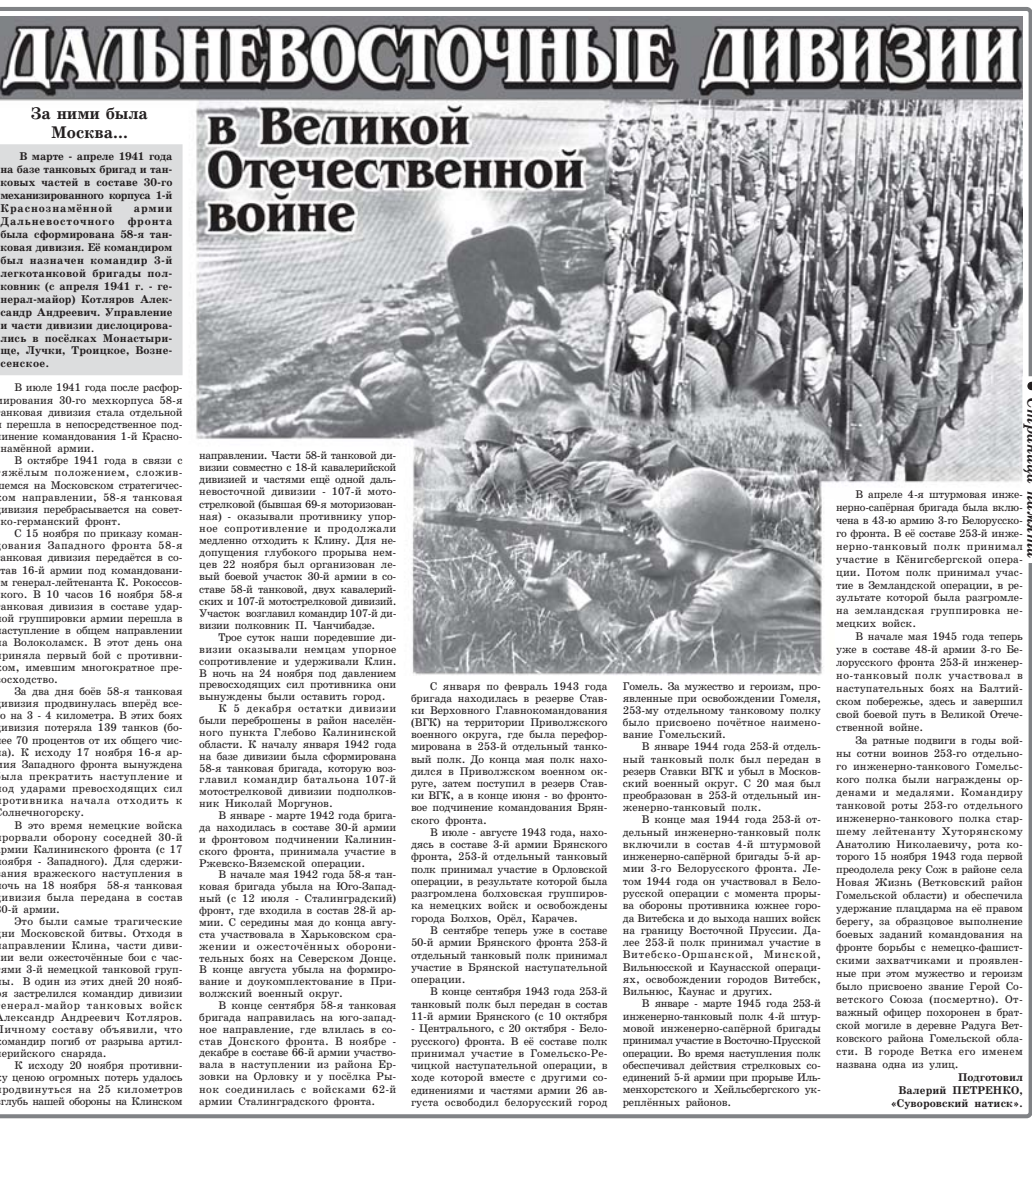 ДАЛЬНЕВОСТОЧНЫЕ ДИВИЗИИ
в Великой
Отечественной
войне
За ними была
Москва...
В марте - апреле 1941 года
на базе танковых бригад и тан-
ковых частей в составе 30-го
механизированного корпуса 1-й
Краснознамённой армии
Дальневосточного фронта
была сформирована 58-я тан-
ковая дивизия. Её командиром
был назначен командир 3-й
легкотанковой бригады пол-
ковник (с апреля 1941 г. - ге-
нерал-майор) Котляров Алек-
сандр Андреевич. Управление
и части дивизии дислоцирова-
лись в посёлках Монастыри-
ще, Лучки, Троицкое, Возне-
сенское.
В июле 1941 года после расфор-
мирования 30-го мехкорпуса 58-я
танковая дивизия стала отдельной
и перешла в непосредственное под-
чинение командования 1-й Красно-
знамённой армии.
В октябре 1941 года в связи с
тяжёлым положением, сложив-
шемся на Московском стратегичес-
ком направлении, 58-я танковая
дивизия перебрасывается на совет-
ско-германский фронт.
С 15 ноября по приказу коман-
дования Западного фронта 58-я
танковая дивизия передаётся в со-
став 16-й армии под командовани-
ем генерал-лейтенанта К. Рокоссов-
ского. В 10 часов 16 ноября 58-я
танковая дивизия в составе удар-
ной группировки армии перешла в
наступление в общем направлении
на Волоколамск. В этот день она
приняла первый бой с противни-
ком, имевшим многократное пре-
восходство.
За два дня боёв 58-я танковая
дивизия продвинулась вперёд все-
го на 3 - 4 километра. В этих боях
дивизия потеряла 139 танков (бо-
лее 70 процентов от их общего чис-
ла). К исходу 17 ноября 16-я ар-
мия Западного фронта вынуждена
была прекратить наступление и
под ударами превосходящих сил
противника начала отходить к
Солнечногорску.
В это время немецкие войска
прорвали оборону соседней 30-й
армии Калининского фронта (с 17
ноября - Западного). Для сдержи-
вания вражеского наступления в
ночь на 18 ноября 58-я танковая
дивизия была передана в состав
30-й армии.
Это были самые трагические
дни Московской битвы. Отходя в
направлении Клина, части диви-
зии вели ожесточённые бои с час-
тями 3-й немецкой танковой груп-
пы. В один из этих дней 20 нояб-
ря застрелился командир дивизии
генерал-майор танковых войск
Александр Андреевич Котляров.
Личному составу объявили, что
командир погиб от разрыва артил-
лерийского снаряда.
К исходу 20 ноября противни-
ку ценою огромных потерь удалось
продвинуться на 25 километров
вглубь нашей обороны на Клинском
направлении. Части 58-й танковой ди-
визии совместно с 18-й кавалерийской
дивизией и частями ещё одной даль-
невосточной дивизии - 107-й мото-
стрелковой (бывшая 69-я моторизован-
ная) - оказывали противнику упор-
ное сопротивление и продолжали
медленно отходить к Клину. Для не-
допущения глубокого прорыва нем-
цев 22 ноября был организован ле-
вый боевой участок 30-й армии в со-
ставе 58-й танковой, двух кавалерий-
ских и 107-й мотострелковой дивизий.
Участок возглавил командир 107-й ди-
визии полковник П. Чанчибадзе.
Трое суток наши поредевшие ди-
визии оказывали немцам упорное
сопротивление и удерживали Клин.
В ночь на 24 ноября под давлением
превосходящих сил противника они
вынуждены были оставить город.
К 5 декабря остатки дивизии
были переброшены в район населён-
ного пункта Глебово Калининской
области. К началу января 1942 года
на базе дивизии была сформирована
58-я танковая бригада, которую воз-
главил командир батальона 107-й
мотострелковой дивизии подполков-
ник Николай Моргунов.
В январе - марте 1942 года брига-
да находилась в составе 30-й армии
и фронтовом подчинении Калинин-
ского фронта, принимала участие в
Ржевско-Вяземской операции.
В начале мая 1942 года 58-я тан-
ковая бригада убыла на Юго-Запад-
ный (с 12 июля - Сталинградский)
фронт, где входила в состав 28-й ар-
мии. С середины мая до конца авгу-
ста участвовала в Харьковском сра-
жении и ожесточённых оборони-
тельных боях на Северском Донце.
В конце августа убыла на формиро-
вание и доукомплектование в При-
волжский военный округ.
В конце сентября 58-я танковая
бригада направилась на юго-запад-
ное направление, где влилась в со-
став Донского фронта. В ноябре -
декабре в составе 66-й армии участво-
вала в наступлении из района Ер-
зовки на Орловку и у посёлка Ры-
нок соединилась с войсками 62-й
армии Сталинградского фронта.
С января по февраль 1943 года
бригада находилась в резерве Став-
ки Верховного Главнокомандования
(ВГК) на территории Приволжского
военного округа, где была перефор-
мирована в 253-й отдельный танко-
вый полк. До конца мая полк нахо-
дился в Приволжском военном ок-
руге, затем поступил в резерв Став-
ки ВГК, а в конце июня - во фронто-
вое подчинение командования Брян-
ского фронта.
В июле - августе 1943 года, нахо-
дясь в составе 3-й армии Брянского
фронта, 253-й отдельный танковый
полк принимал участие в Орловской
операции, в результате которой была
разгромлена болховская группиров-
ка немецких войск и освобождены
города Болхов, Орёл, Карачев.
В сентябре теперь уже в составе
50-й армии Брянского фронта 253-й
отдельный танковый полк принимал
участие в Брянской наступательной
операции.
В конце сентября 1943 года 253-й
танковый полк был передан в состав
11-й армии Брянского (с 10 октября
- Центрального, с 20 октября - Бело-
русского) фронта. В её составе полк
принимал участие в Гомельско-Ре-
чицкой наступательной операции, в
ходе которой вместе с другими со-
единениями и частями армии 26 ав-
густа освободил белорусский город
Гомель. За мужество и героизм, про-
явленные при освобождении Гомеля,
253-му отдельному танковому полку
было присвоено почётное наимено-
вание Гомельский.
В январе 1944 года 253-й отдель-
ный танковый полк был передан в
резерв Ставки ВГК и убыл в Москов-
ский военный округ. С 20 мая был
преобразован в 253-й отдельный ин-
женерно-танковый полк.
В конце мая 1944 года 253-й от-
дельный инженерно-танковый полк
включили в состав 4-й штурмовой
инженерно-сапёрной бригады 5-й ар-
мии 3-го Белорусского фронта. Ле-
том 1944 года он участвовал в Бело-
русской операции с момента проры-
ва обороны противника южнее горо-
да Витебска и до выхода наших войск
на границу Восточной Пруссии. Да-
лее 253-й полк принимал участие в
Витебско-Оршанской, Минской,
Вильнюсской и Каунасской операци-
ях, освобождении городов Витебск,
Вильнюс, Каунас и других.
В январе - марте 1945 года 253-й
инженерно-танковый полк 4-й штур-
мовой инженерно-сапёрной бригады
принимал участие в Восточно-Прусской
операции. Во время наступления полк
обеспечивал действия стрелковых со-
единений 5-й армии при прорыве Иль-
менхорстского и Хейльсбергского ук-
реплённых районов.
В апреле 4-я штурмовая инже-
нерно-сапёрная бригада была вклю-
чена в 43-ю армию 3-го Белорусско-
го фронта. В её составе 253-й инже-
нерно-танковый полк принимал
участие в Кёнигсбергской опера-
ции. Потом полк принимал учас-
тие в Земландской операции, в ре-
зультате которой была разгромле-
на земландская группировка не-
мецких войск.
В начале мая 1945 года теперь
уже в составе 48-й армии 3-го Бе-
лорусского фронта 253-й инженер-
но-танковый полк участвовал в
наступательных боях на Балтий-
ском побережье, здесь и завершил
свой боевой путь в Великой Отече-
ственной войне.
За ратные подвиги в годы вой-
ны сотни воинов 253-го отдельно-
го инженерно-танкового Гомельс-
кого полка были награждены ор-
денами и медалями. Командиру
танковой роты 253-го отдельного
инженерно-танкового полка стар-
шему лейтенанту Хуторянскому
Анатолию Николаевичу, рота ко-
торого 15 ноября 1943 года первой
преодолела реку Сож в районе села
Новая Жизнь (Ветковский район
Гомельской области) и обеспечила
удержание плацдарма на её правом
берегу, за образцовое выполнение
боевых заданий командования на
фронте борьбы с немецко-фашист-
скими захватчиками и проявлен-
ные при этом мужество и героизм
было присвоено звание Герой Со-
ветского Союза (посмертно). От-
важный офицер похоронен в брат-
ской могиле в деревне Радуга Вет-
ковского района Гомельской обла-
сти. В городе Ветка его именем
названа одна из улиц.
Подготовил
Валерий ПЕТРЕНКО,
«Суворовский натиск».